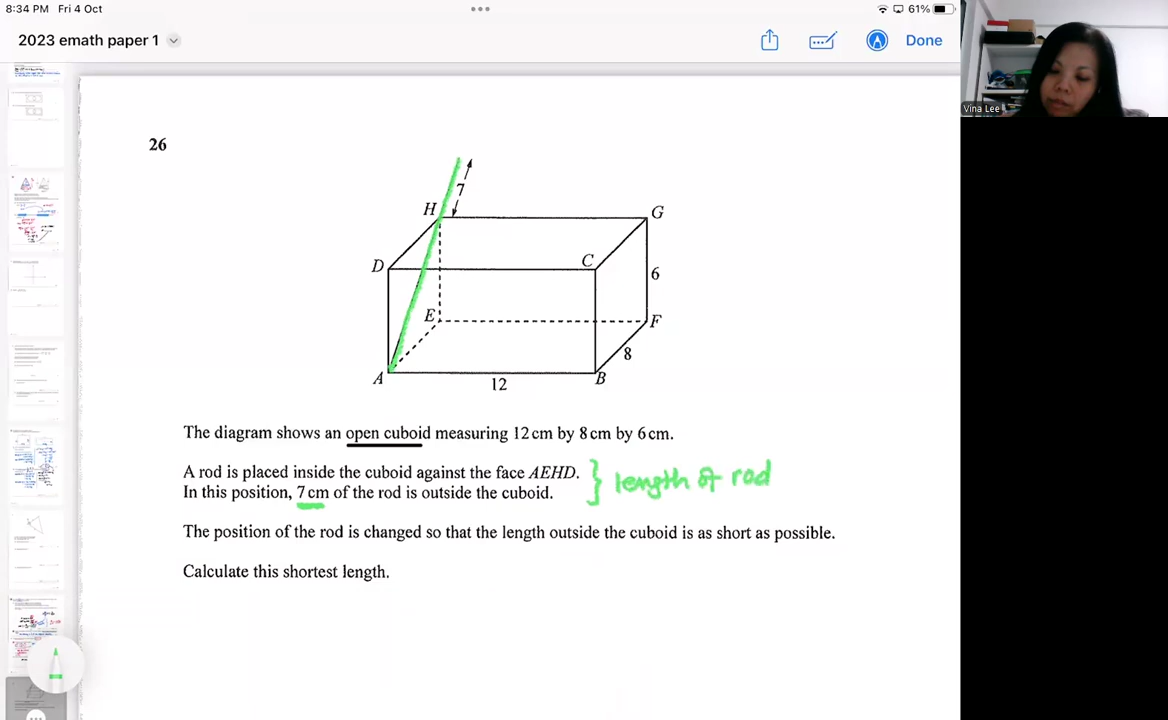 8:34 PM Fri 4 Oct
61%
2023 emath paper 1
Done
Vina Lee
26
7
H
G
D
C
6
E
F
8
A
12
B
The diagram shows an open cuboid measuring 12 cm by 8 cm by 6 cm.
A rod is placed inside the cuboid against the face AEHD.
In this position, 7 cm of the rod is outside the cuboid.
length of rod
The position of the rod is changed so that the length outside the cuboid is as short as possible.
Calculate this shortest length.